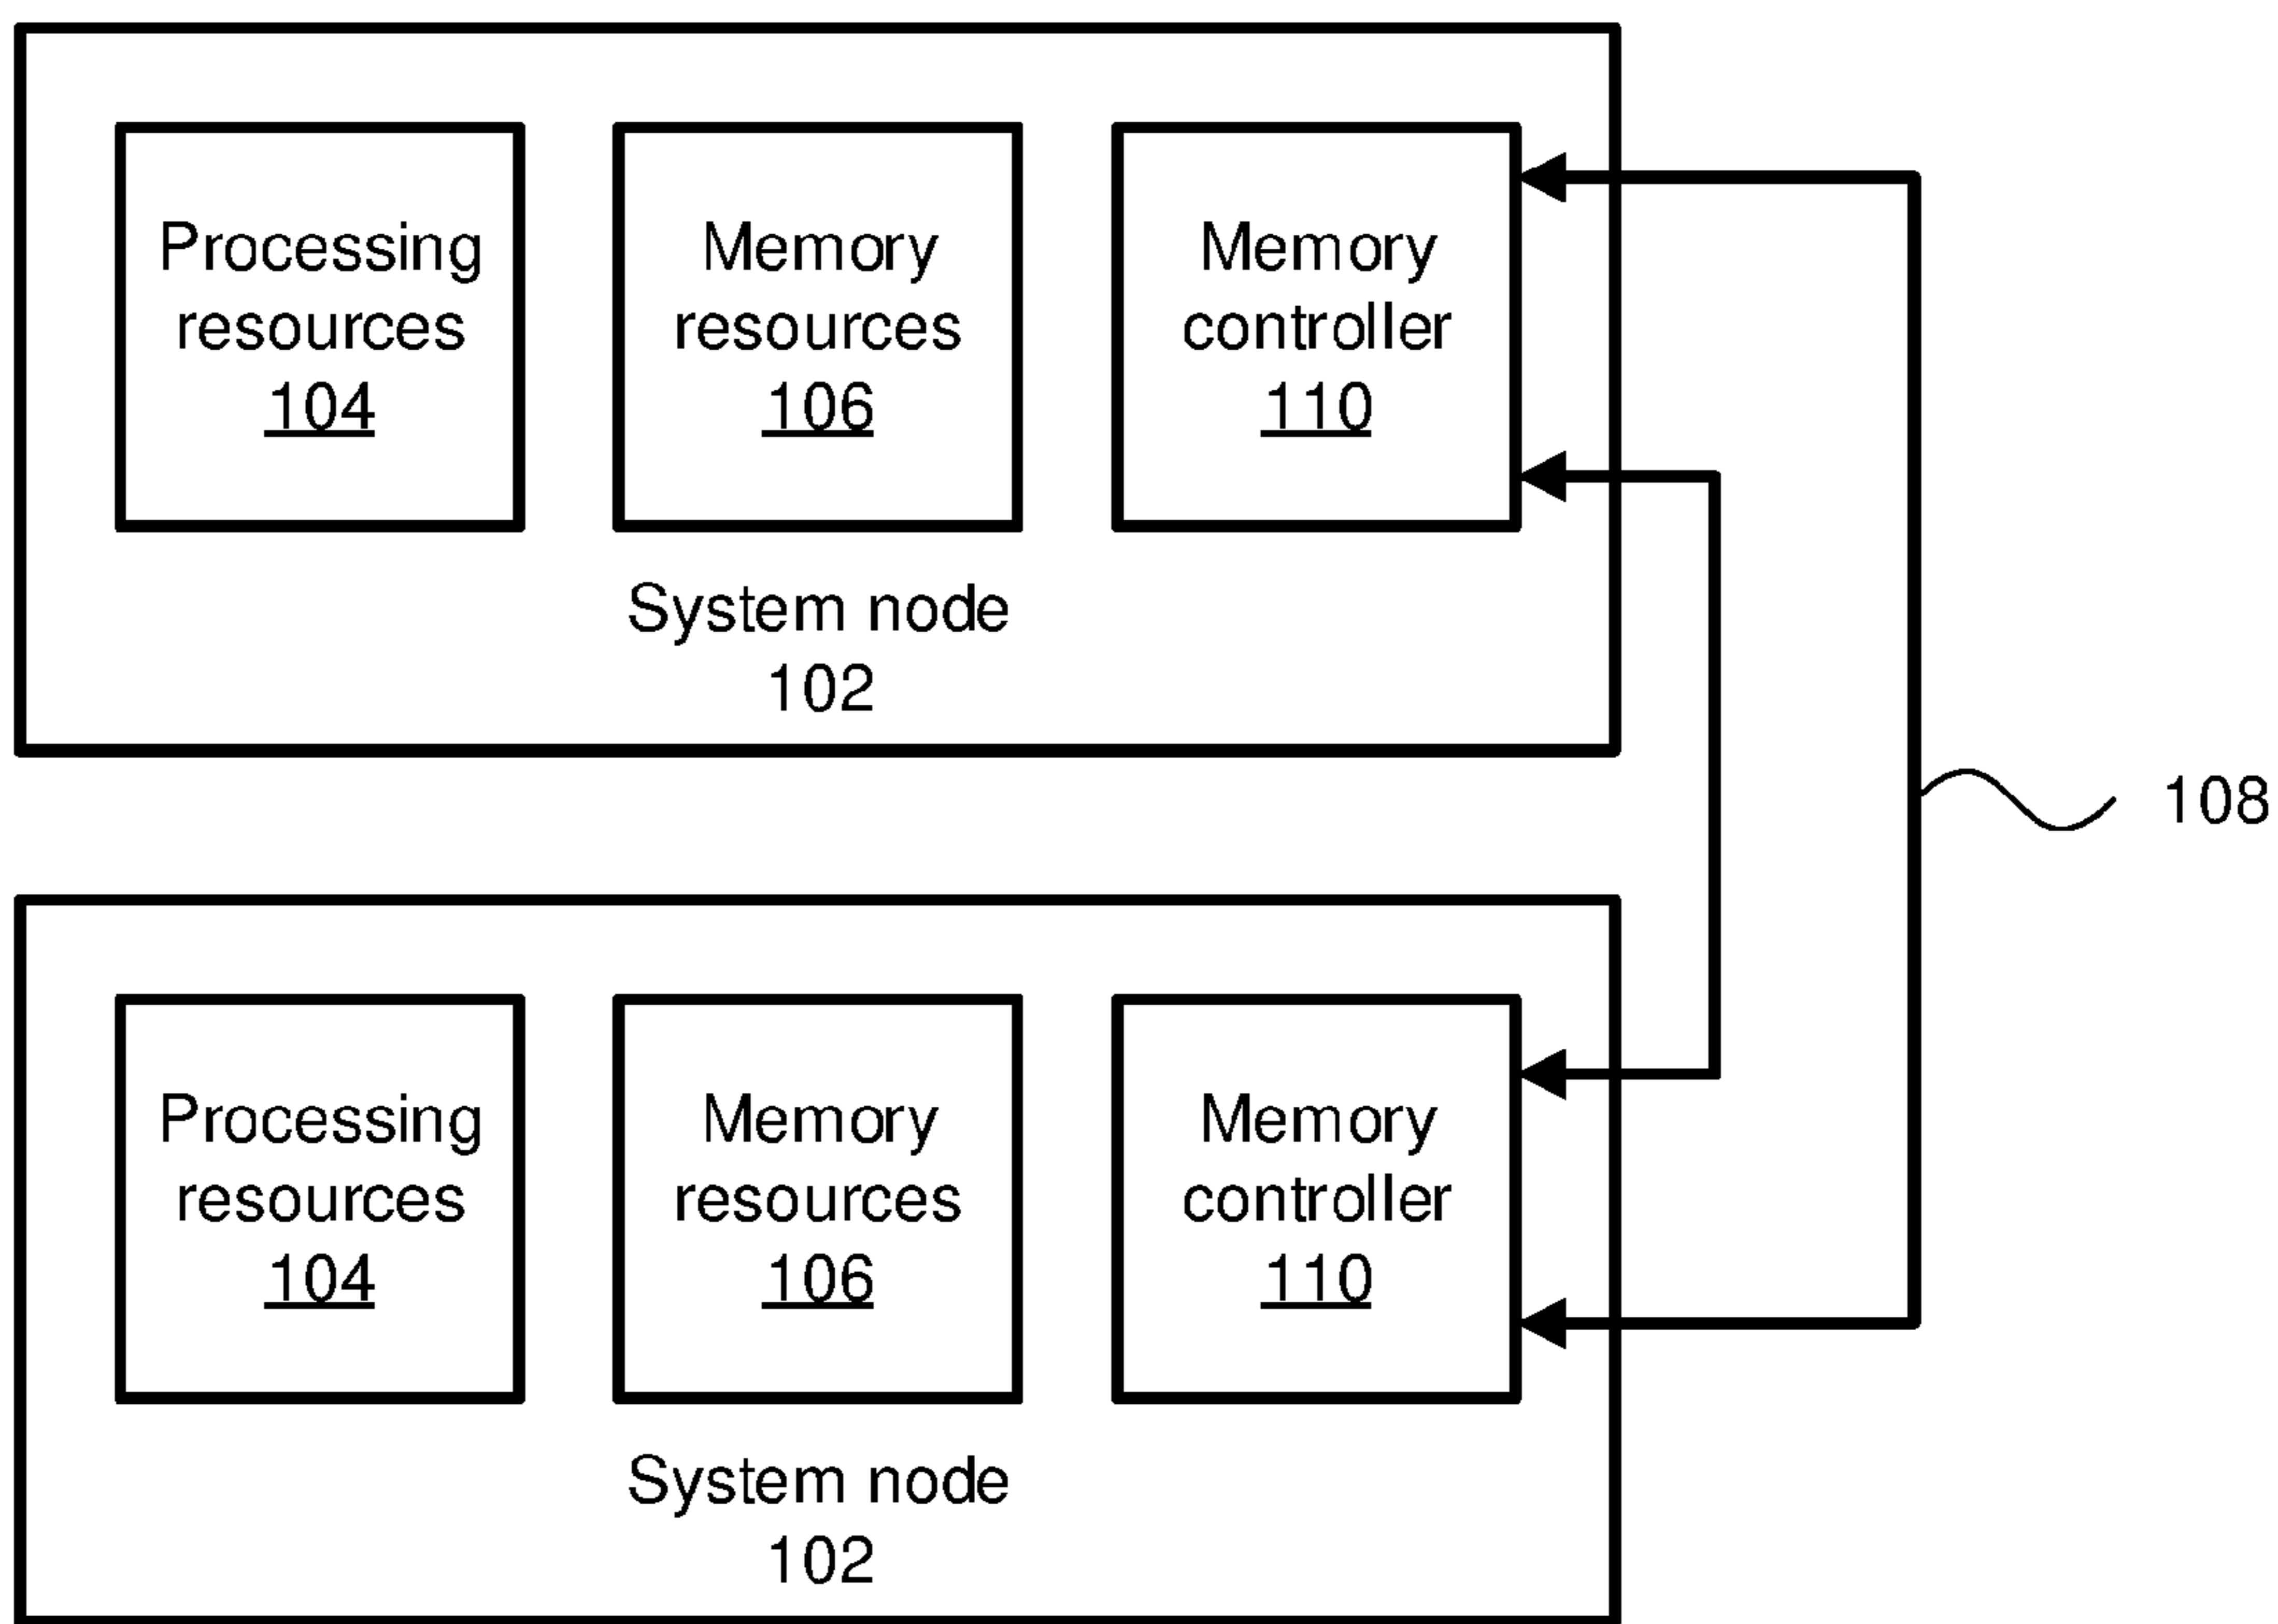 Processing
resources
104
Memory
resources
106
Memory
controller
110
System node
102
108
Processing
resources
104
Memory
resources
106
Memory
controller
110
System node
102